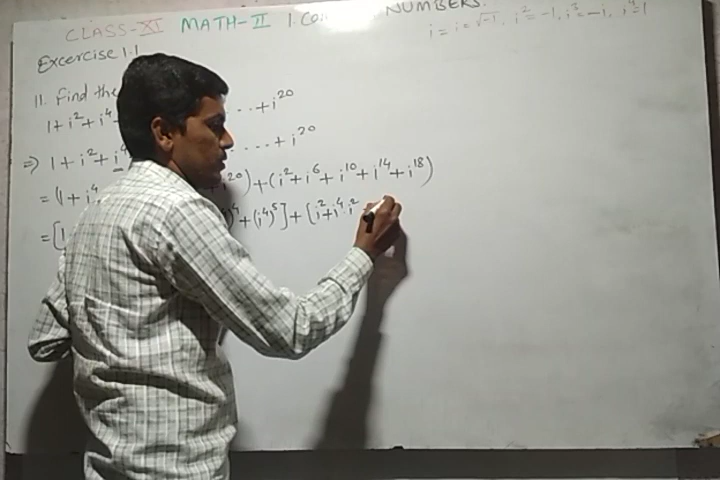 CLASS-XI MATH-II 1. NUMBERS.
i = i = √-1, i² = -1, i³ = -i, i⁴ = 1
Excercise 1.1
11. Find the
1+i²+i⁴ ...+i²⁰
⇒) 1+i²+i⁴ ....+i²⁰
= (1+i⁴ i²⁰)+(i²+i⁶+i¹⁰+i¹⁴+i¹⁸)
= [1 )⁴+(i⁴)⁵]+[i²+i⁴.i²